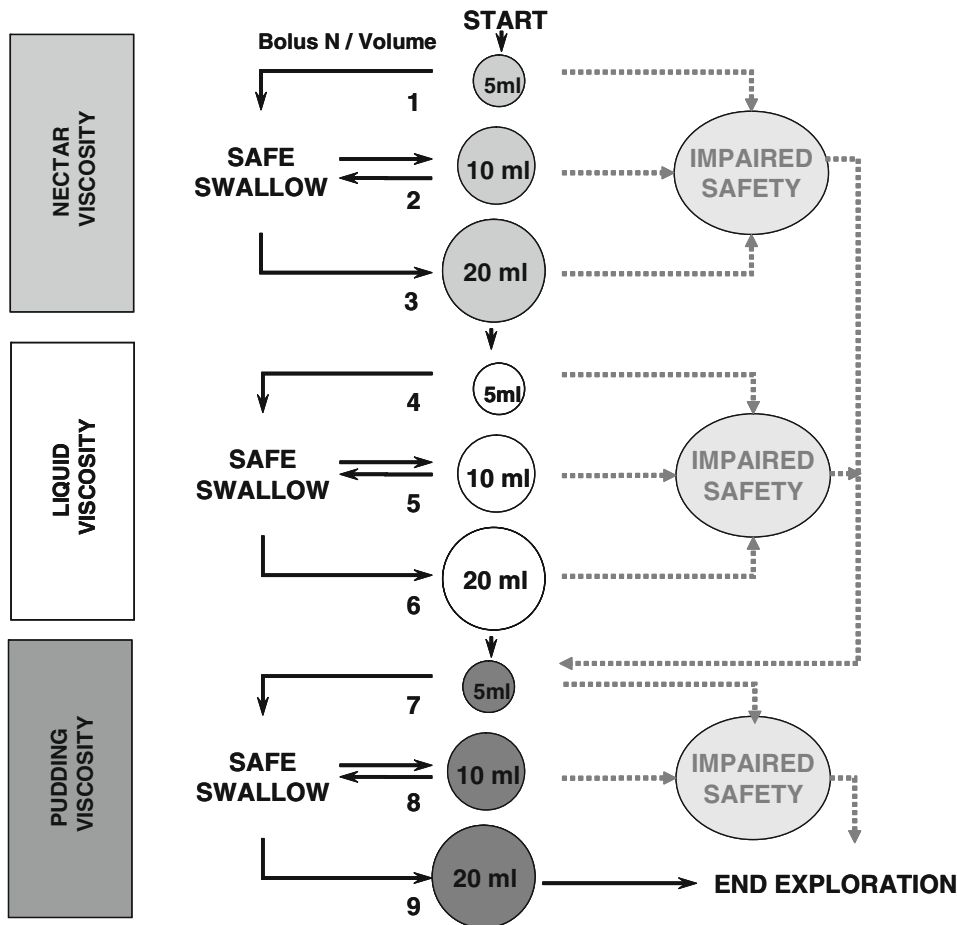 START
Bolus N / Volume
NECTAR
VISCOSITY
1
5ml
SAFE
SWALLOW
2
10 ml
IMPAIRED
SAFETY
3
20 ml
LIQUID
VISCOSITY
4
5ml
SAFE
SWALLOW
5
10 ml
IMPAIRED
SAFETY
6
20 ml
PUDDING
VISCOSITY
7
5ml
SAFE
SWALLOW
8
10 ml
IMPAIRED
SAFETY
9
20 ml
END EXPLORATION